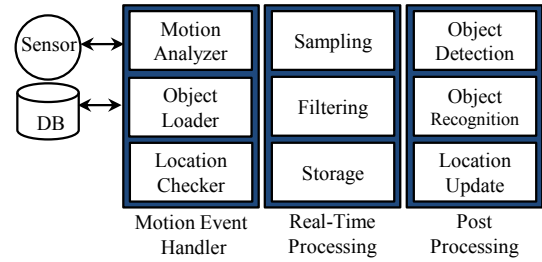 Sensor
DB
Motion
Analyzer
Object
Loader
Location
Checker
Motion Event
Handler
Sampling
Filtering
Storage
Real-Time
Processing
Object
Detection
Object
Recognition
Location
Update
Post
Processing